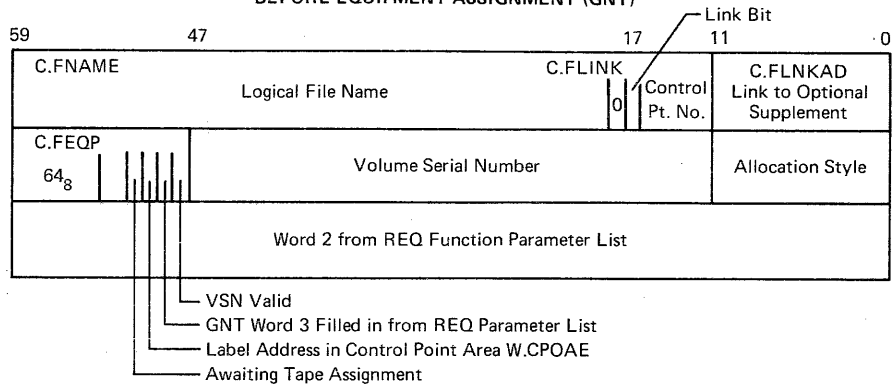 BEFORE EQUIPMENT ASSIGNMENT (GNT)
Link Bit
59 47 17 11 0
C.FNAME C.FLINK C.FLNKAD
Logical File Name 0 Control Link to Optional
Pt. No. Supplement
C.FEQP
64₈ Volume Serial Number Allocation Style
Word 2 from REQ Function Parameter List
VSN Valid
GNT Word 3 Filled in from REQ Parameter List
Label Address in Control Point Area W.CPOAE
Awaiting Tape Assignment